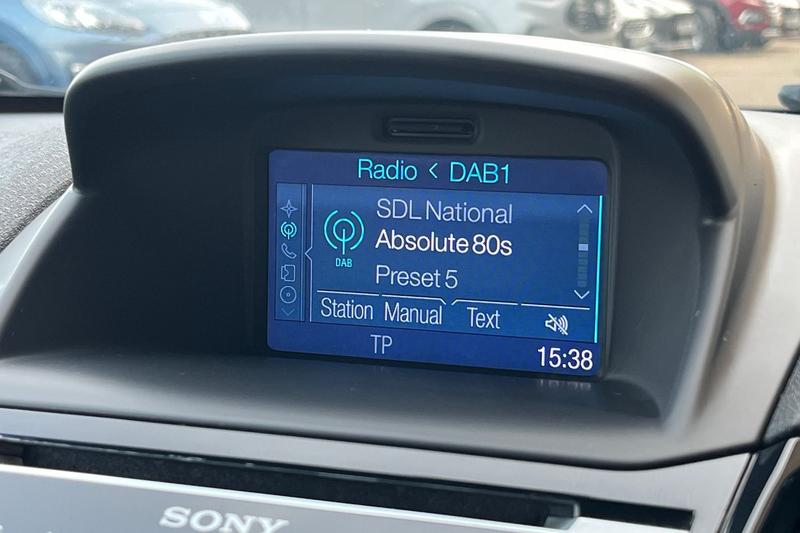 Radio < DAB1
SDL National
Absolute 80s
DAB
Preset 5
Station Manual Text
TP 15:38
SONY